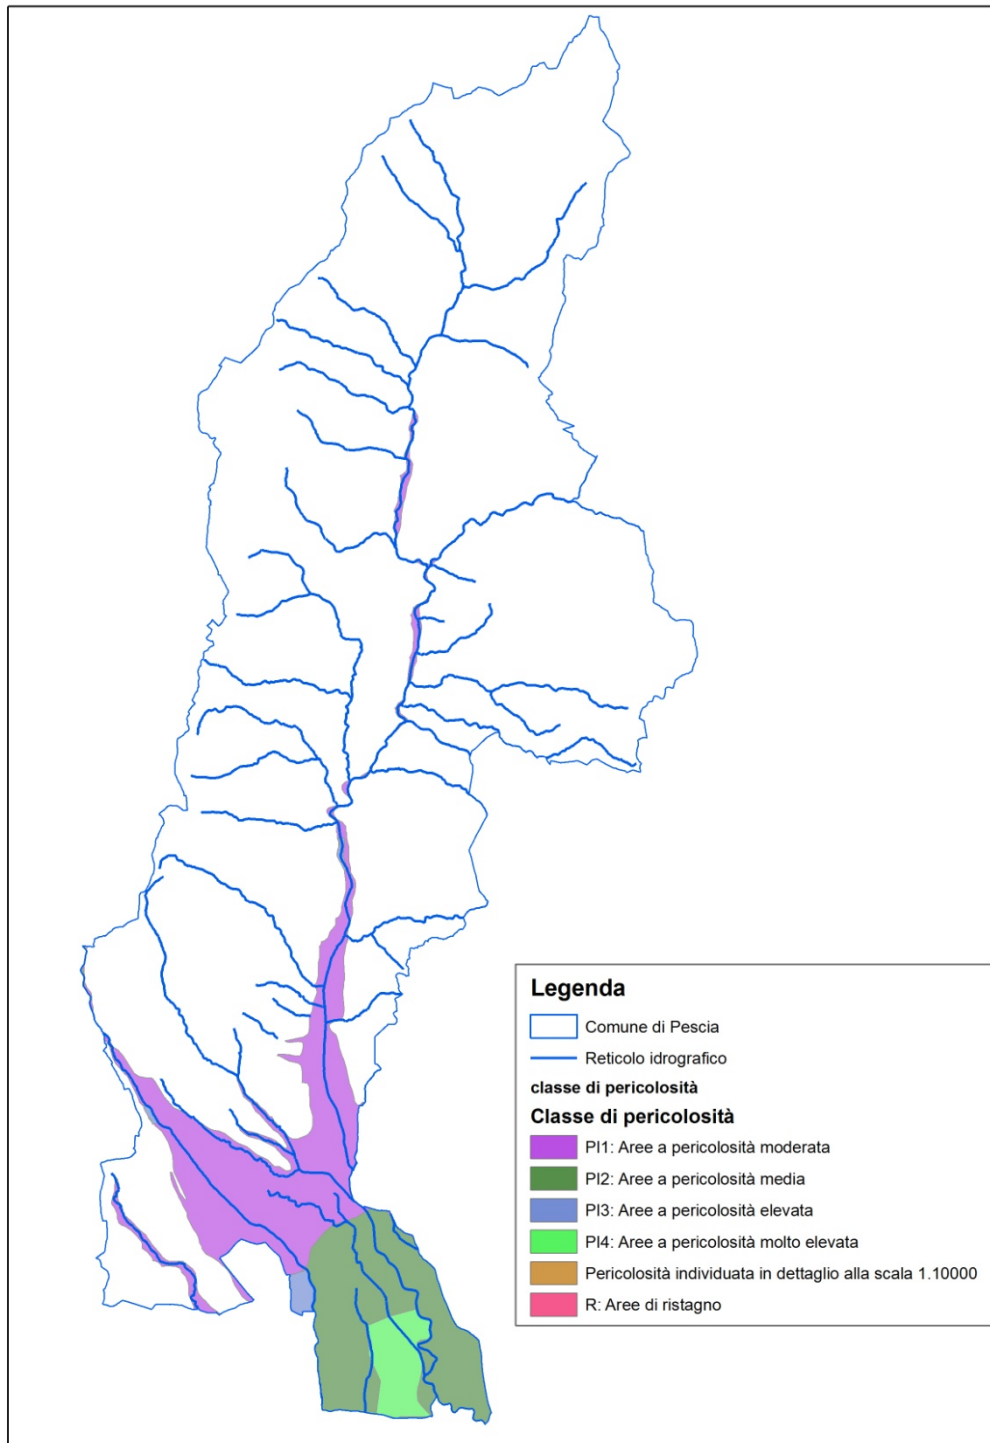 Legenda
Comune di Pescia
Reticolo idrografico
classe di pericolosità
Classe di pericolosità
PI1: Aree a pericolosità moderata
PI2: Aree a pericolosità media
PI3: Aree a pericolosità elevata
PI4: Aree a pericolosità molto elevata
Pericolosità individuata in dettaglio alla scala 1.10000
R: Aree di ristagno